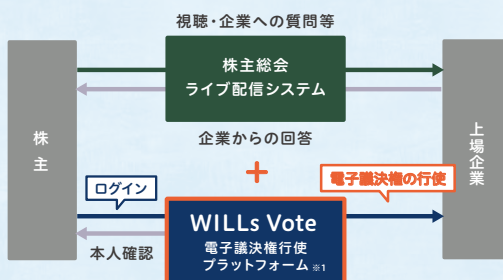 視聴・企業への質問等
株主総会
ライブ配信システム
株主
上場企業
企業からの回答
+
ログイン
電子議決権の行使
WILLs Vote
電子議決権行使
プラットフォーム ※1
本人確認